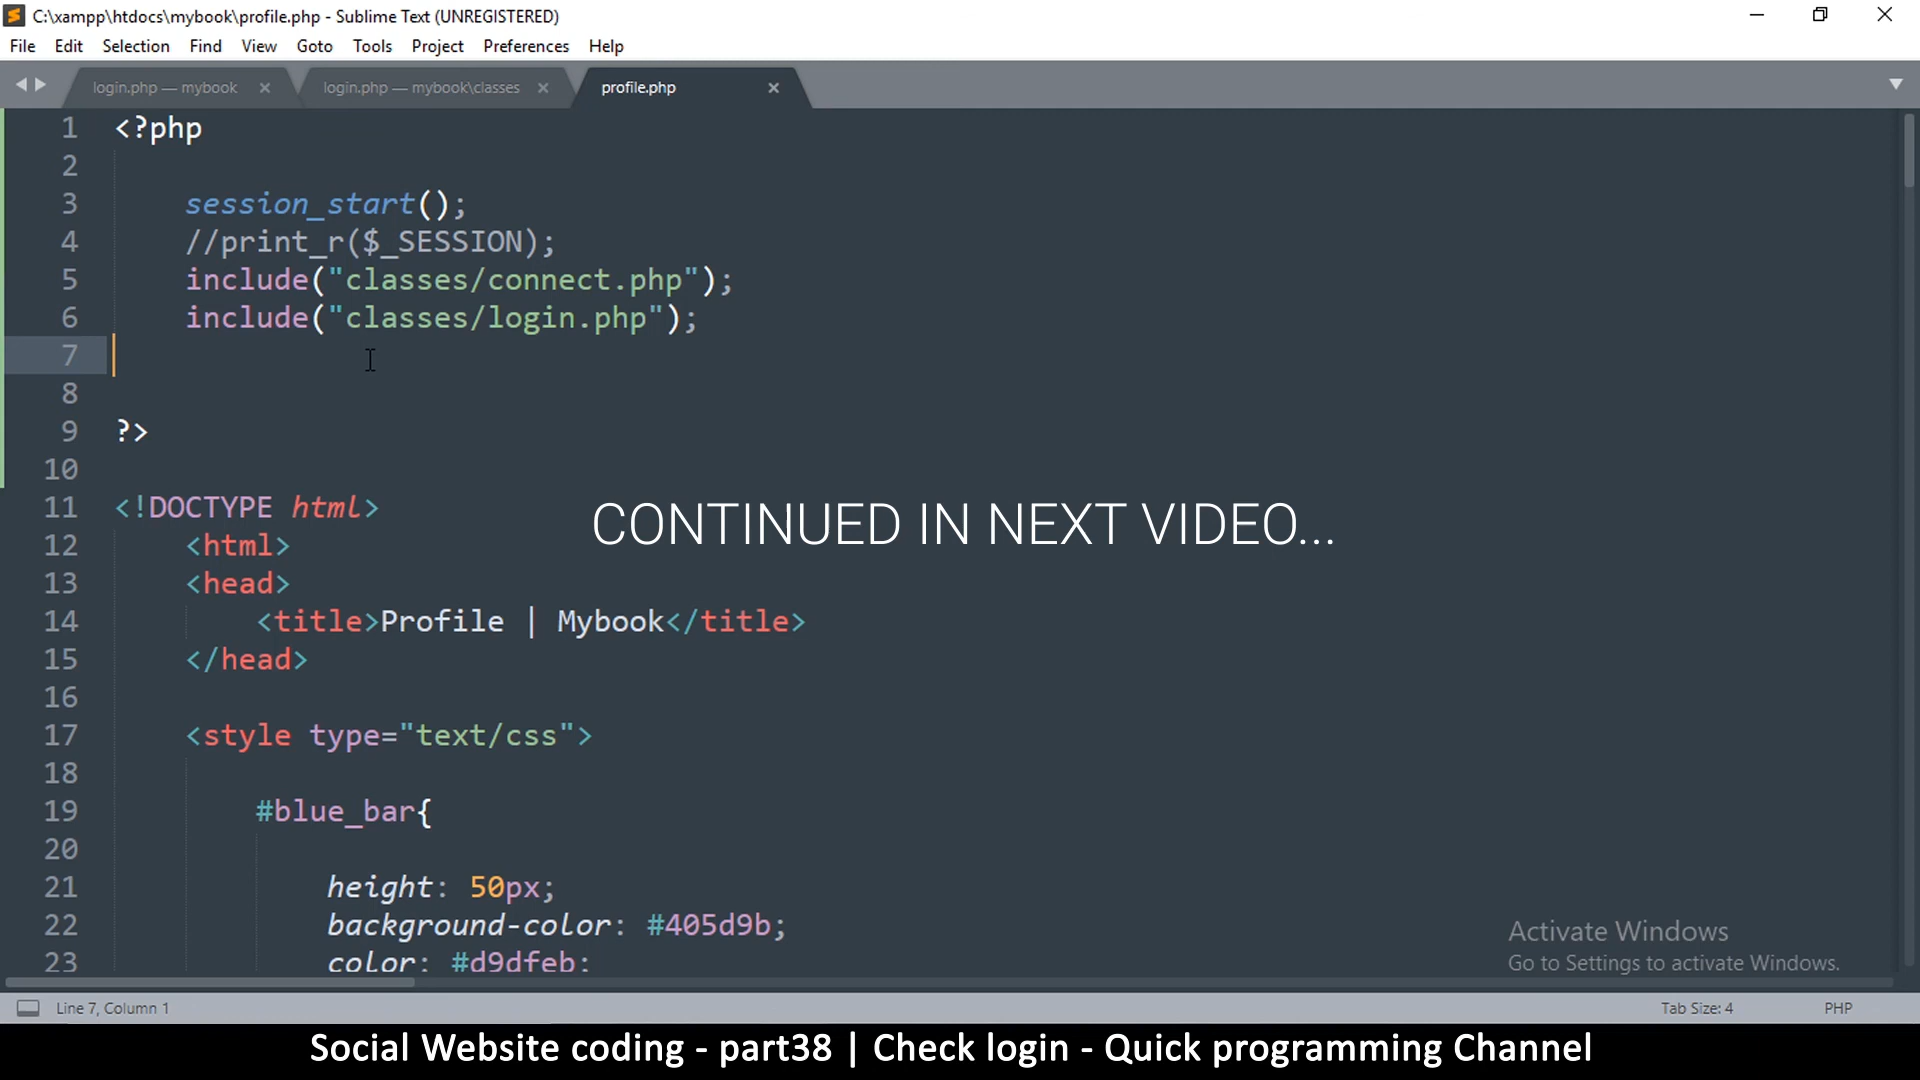 C:\xampp\htdocs\mybook\profile.php - Sublime Text (UNREGISTERED)
File Edit Selection Find View Goto Tools Project Preferences Help
login.php — mybook × login.php — mybook\classes × profile.php ×
1 <?php
2
3 session_start();
4 //print_r($_SESSION);
5 include("classes/connect.php");
6 include("classes/login.php");
7
8
9 ?>
10
11 <!DOCTYPE html>
CONTINUED IN NEXT VIDEO...
12 <html>
13 <head>
14 <title>Profile | Mybook</title>
15 </head>
16
17 <style type="text/css">
18
19 #blue_bar{
20
21 height: 50px;
22 background-color: #405d9b;
23 color: #d9dfeb;
Activate Windows
Go to Settings to activate Windows.
Line 7, Column 1 Tab Size: 4 PHP
Social Website coding - part38 | Check login - Quick programming Channel